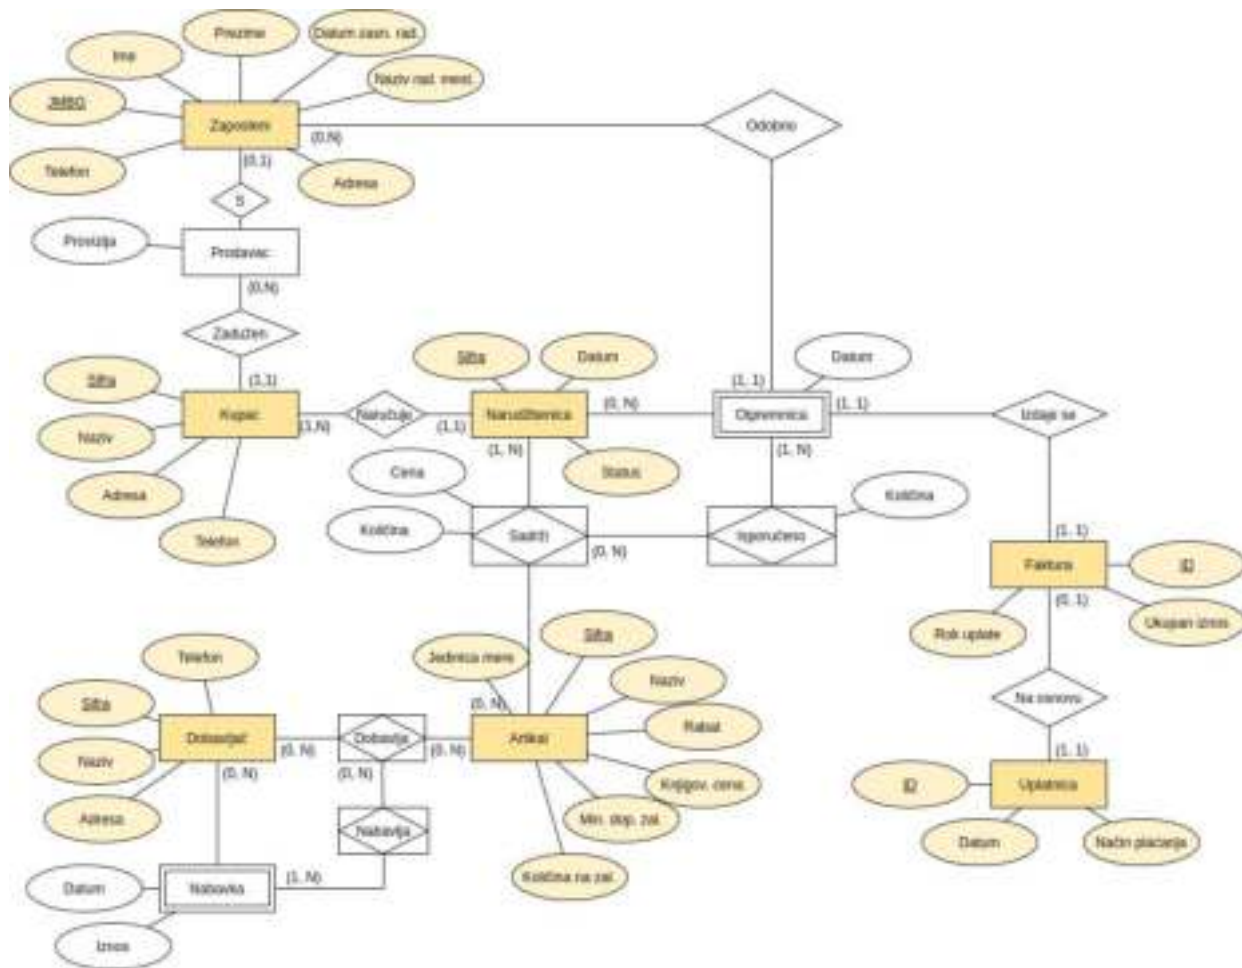 Prezime
Datum zasn. rad.
Ime
Naziv rad. mest.
JMBG
Zaposleni
(0,N)
Odobrio
(0,1)
Telefon
Adresa
S
Provizija
Prodavac
(0,N)
Zadužen
Šifra
Datum
Datum
Šifra
(1,1)
(1, 1)
(0, N)
(1, 1)
Kupac
Naručuje
Narudžbenica
Otpremnica
Izdaje se
(1,N)
(1,1)
Naziv
(1, N)
(1, N)
Cena
Status
Adresa
Količina
Količina
Telefon
Sadrži
Isporučeno
(0, N)
(1, 1)
Faktura
ID
(0, 1)
Ukupan iznos
Rok uplate
Šifra
Telefon
Jedinica mere
Naziv
Šifra
(0, N)
Rabat
Na osnovu
Dobavljač
Dobavlja
Artikal
(0, N)
(0, N)
Naziv
(0, N)
(0, N)
(1, 1)
Knjigov. cena
ID
Uplatnica
Adresa
Min. dop. zal.
Nabavlja
Datum
Način plaćanja
Količina na zal.
(1, N)
Datum
Nabavka
Iznos